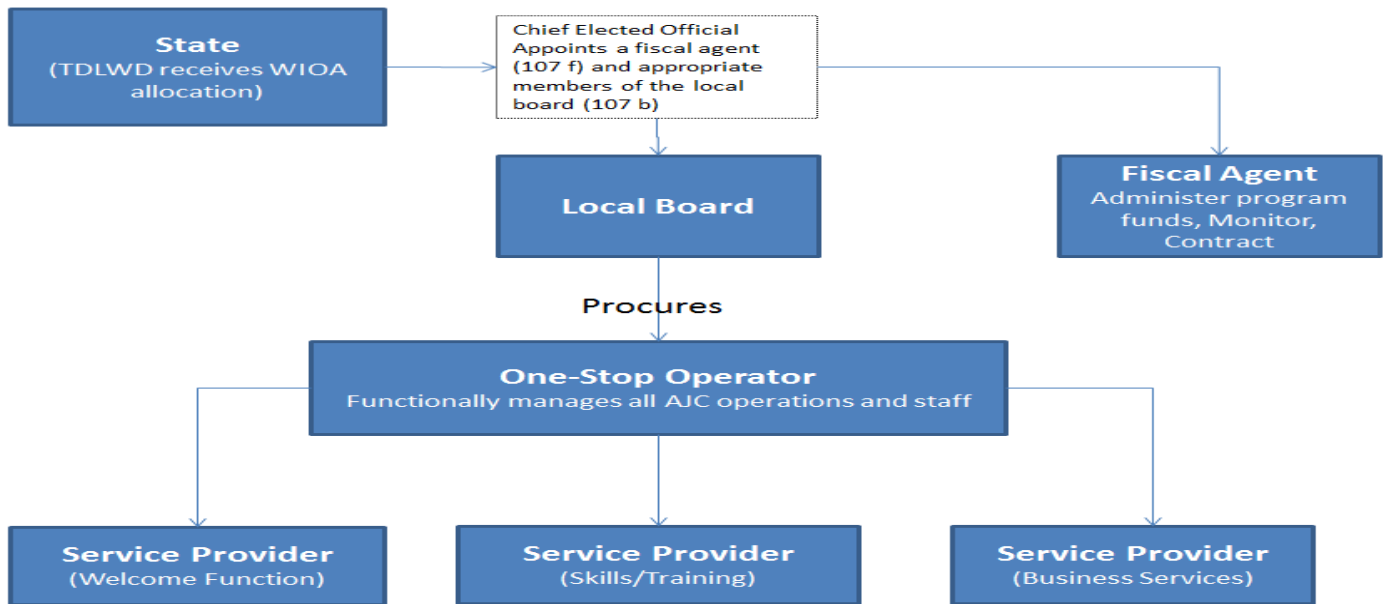 State
(TDLWD receives WIOA
allocation)
Chief Elected Official
Appoints a fiscal agent
(107 f) and appropriate
members of the local
board (107 b)
Local Board
Fiscal Agent
Administer program
funds, Monitor,
Contract
Procures
One-Stop Operator
Functionally manages all AJC operations and staff
Service Provider
(Welcome Function)
Service Provider
(Skills/Training)
Service Provider
(Business Services)